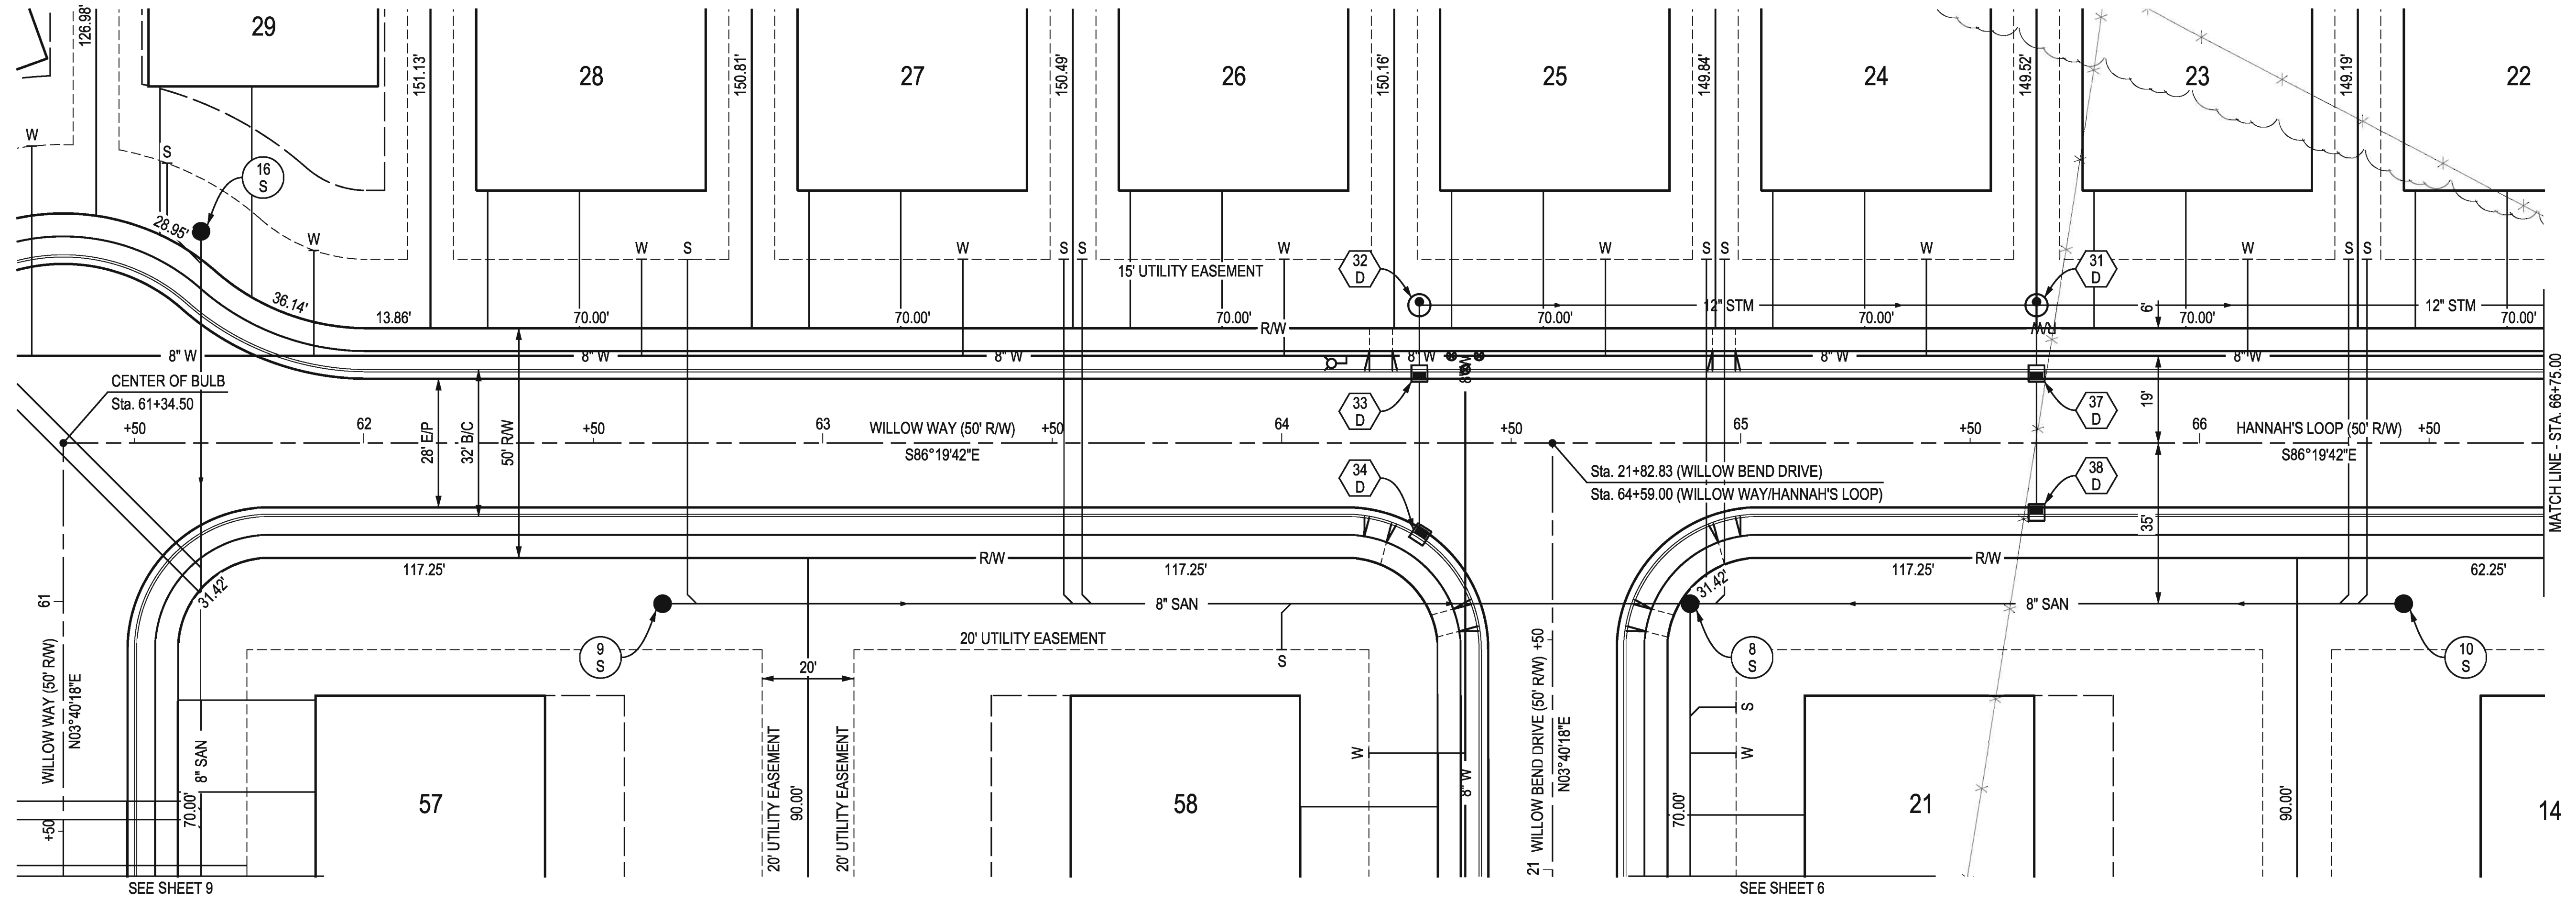 126.98'
29
28
27
26
25
24
23
22
151.13'
150.81'
150.49'
150.16'
149.84'
149.52'
149.19'
W
S
16
S
28.95'
36.14'
13.86'
W
W
S
W
S
S
W
W
S
S
W
W
S
S
15' UTILITY EASEMENT
32
D
31
D
70.00'
70.00'
70.00'
70.00'
70.00'
70.00'
70.00'
12" STM
12" STM
6'
R/W
R/W
8" W
8" W
8" W
8" W
8" W
8" W
8" W
CENTER OF BULB
Sta. 61+34.50
33
D
37
D
19'
+50
62
+50
63
+50
64
+50
65
+50
66
+50
WILLOW WAY (50' R/W)
S86°19'42"E
HANNAH'S LOOP (50' R/W)
S86°19'42"E
28' E/P
32' B/C
50' R/W
34
D
38
D
Sta. 21+82.83 (WILLOW BEND DRIVE)
Sta. 64+59.00 (WILLOW WAY/HANNAH'S LOOP)
MATCH LINE - STA. 66+75.00
35'
R/W
R/W
117.25'
117.25'
117.25'
62.25'
31.42'
31.42'
8" SAN
8" SAN
20' UTILITY EASEMENT
9
S
8
S
10
S
S
20'
61
WILLOW WAY (50' R/W)
N03°40'18"E
+50
8" SAN
70.00'
57
20' UTILITY EASEMENT
90.00'
20' UTILITY EASEMENT
58
W
8" W
21
WILLOW BEND DRIVE (50' R/W)
+50
N03°40'18"E
70.00'
S
W
21
90.00'
14
SEE SHEET 9
SEE SHEET 6